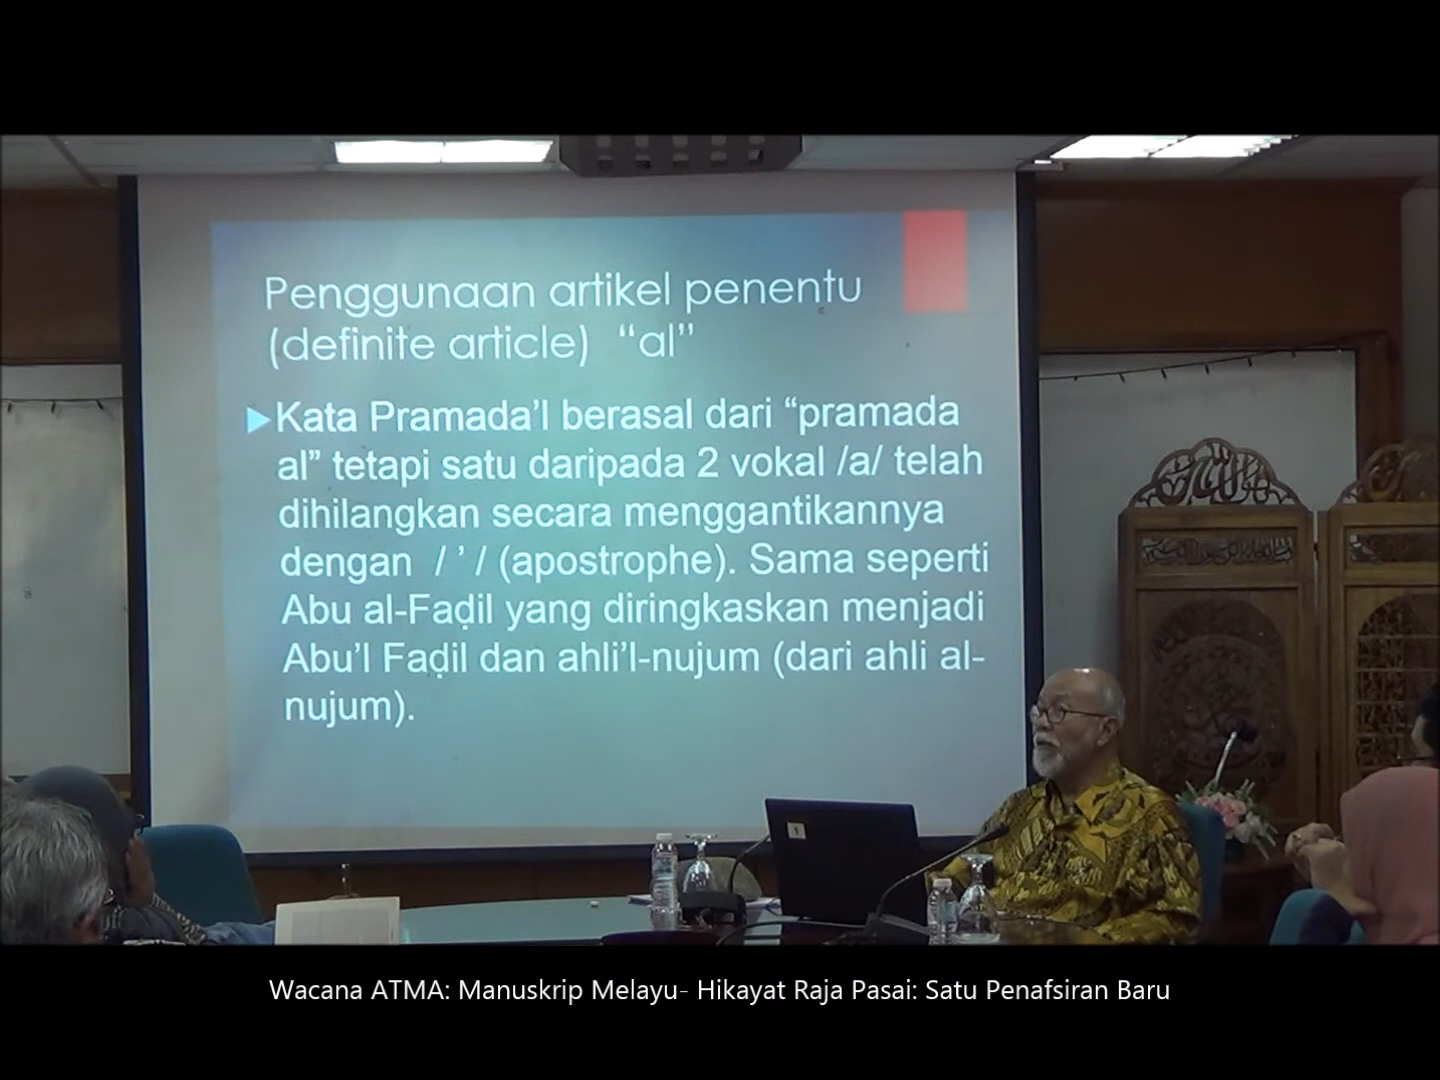 Penggunaan artikel penentu
(definite article) “al”
Kata Pramada’l berasal dari “pramada
al” tetapi satu daripada 2 vokal /a/ telah
dihilangkan secara menggantikannya
dengan / ’ / (apostrophe). Sama seperti
Abu al-Faḍil yang diringkaskan menjadi
Abu’l Faḍil dan ahli’l-nujum (dari ahli al-
nujum).
Wacana ATMA: Manuskrip Melayu- Hikayat Raja Pasai: Satu Penafsiran Baru